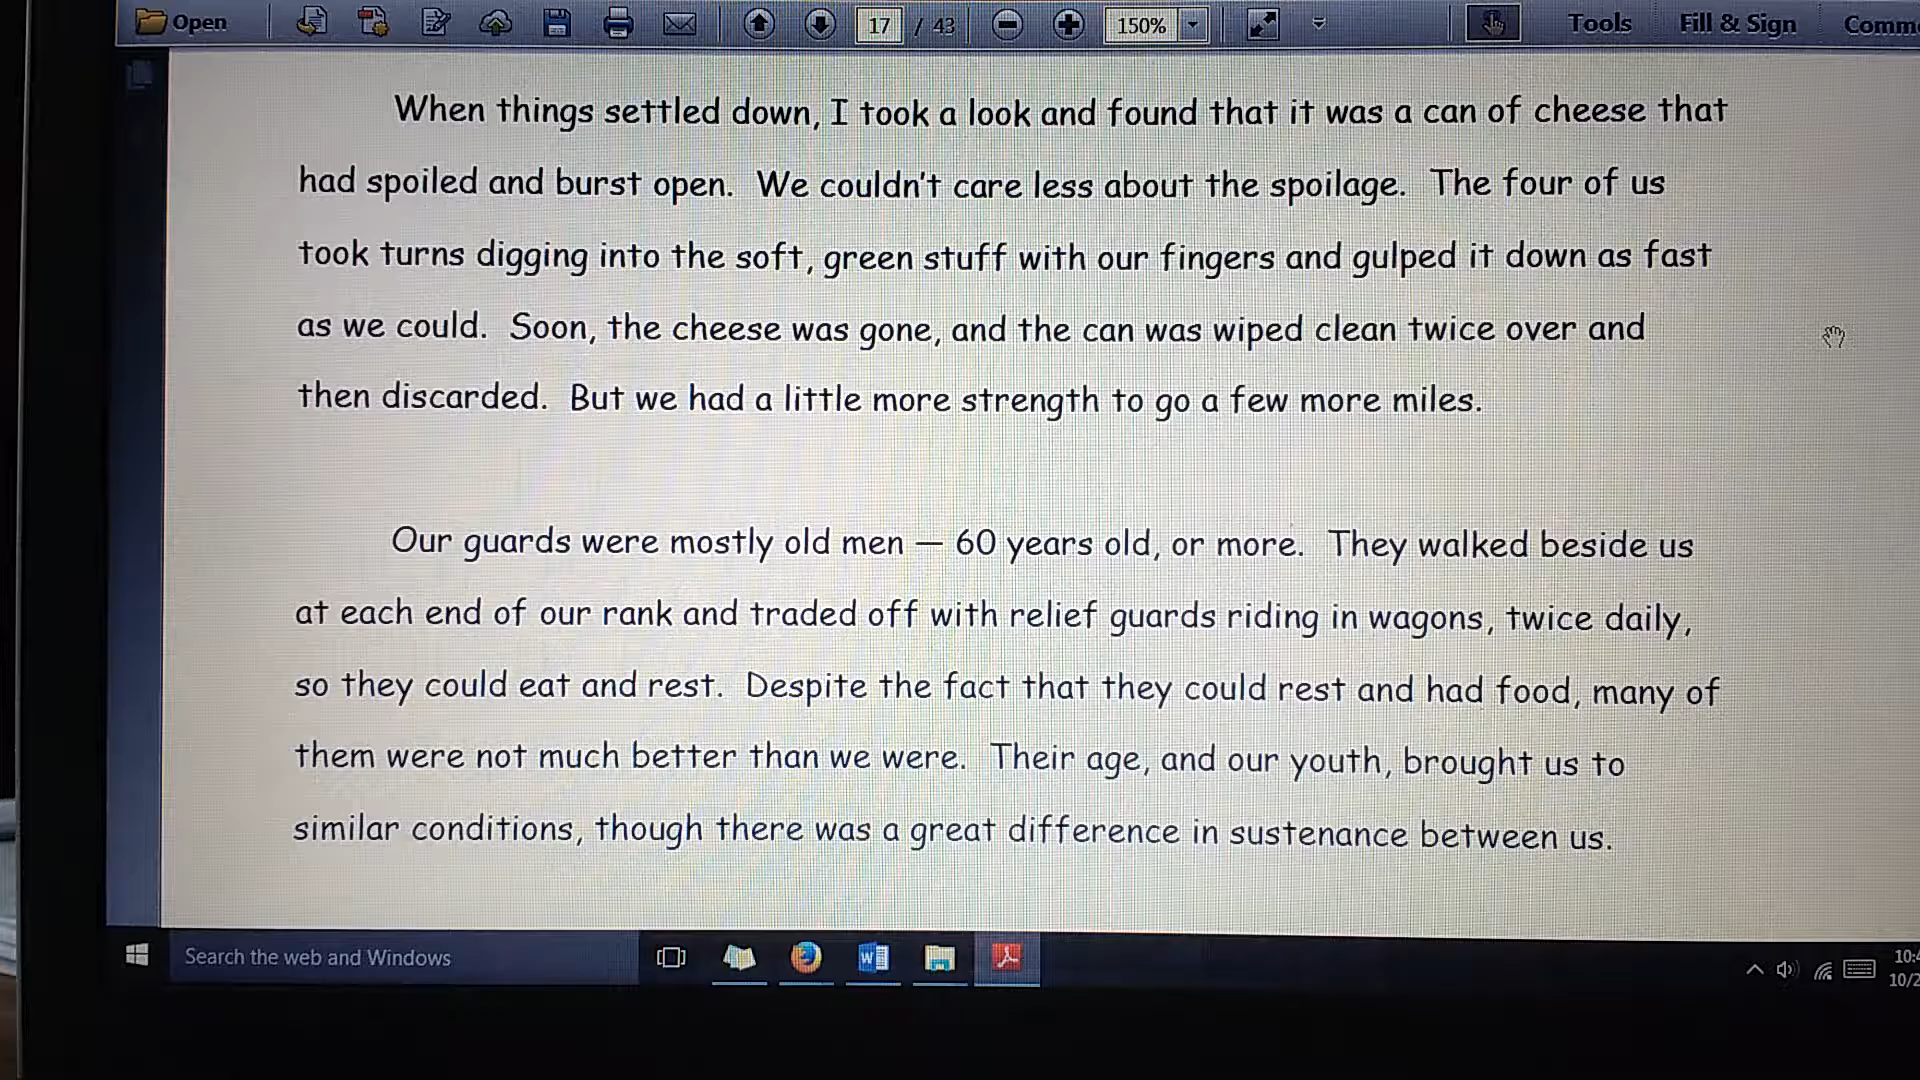 Open 17 / 43 150% Tools Fill & Sign
When things settled down, I took a look and found that it was a can of cheese that
had spoiled and burst open. We couldn't care less about the spoilage. The four of us
took turns digging into the soft, green stuff with our fingers and gulped it down as fast
as we could. Soon, the cheese was gone, and the can was wiped clean twice over and
then discarded. But we had a little more strength to go a few more miles.
Our guards were mostly old men — 60 years old, or more. They walked beside us
at each end of our rank and traded off with relief guards riding in wagons, twice daily,
so they could eat and rest. Despite the fact that they could rest and had food, many of
them were not much better than we were. Their age, and our youth, brought us to
similar conditions, though there was a great difference in sustenance between us.
Search the web and Windows